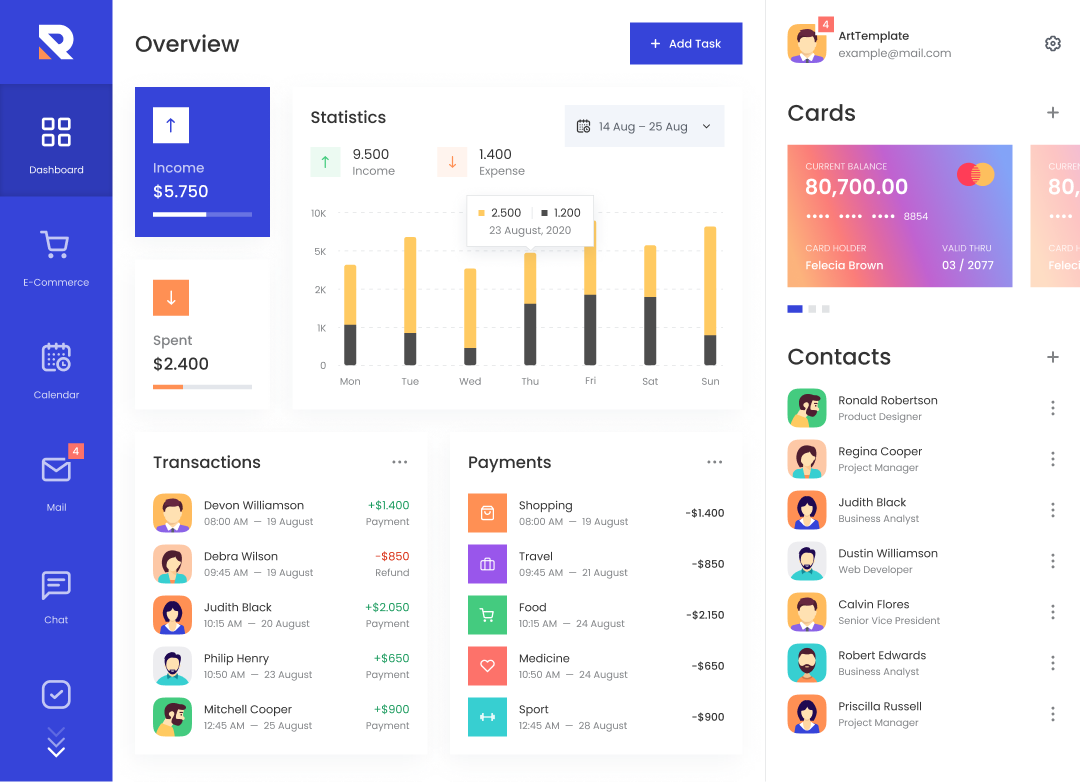 Dashboard
E-Commerce
Calendar
4
Mail
Chat
Overview
+ Add Task
Income
$5.750
Spent
$2.400
Statistics
14 Aug – 25 Aug
9.500
Income
1.400
Expense
2.500 1.200
23 August, 2020
10K
5K
2K
1K
0
Mon Tue Wed Thu Fri Sat Sun
Transactions
Devon Williamson +$1.400
08:00 AM — 19 August Payment
Debra Wilson -$850
09:45 AM — 19 August Refund
Judith Black +$2.050
10:15 AM — 20 August Payment
Philip Henry +$650
10:50 AM — 23 August Payment
Mitchell Cooper +$900
12:45 AM — 25 August Payment
Payments
Shopping -$1.400
08:00 AM — 19 August
Travel -$850
09:45 AM — 21 August
Food -$2.150
10:15 AM — 24 August
Medicine -$650
10:50 AM — 24 August
Sport -$900
12:45 AM — 28 August
4
ArtTemplate
example@mail.com
Cards
CURRENT BALANCE
80,700.00
•••• •••• •••• 8854
CARD HOLDER VALID THRU
Felecia Brown 03 / 2077
CURRENT
80,
••••
CARD
Feleci
Contacts
Ronald Robertson
Product Designer
Regina Cooper
Project Manager
Judith Black
Business Analyst
Dustin Williamson
Web Developer
Calvin Flores
Senior Vice President
Robert Edwards
Business Analyst
Priscilla Russell
Project Manager